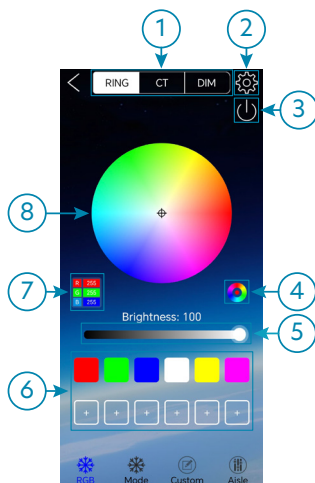 1
2
RING CT DIM
3
8
R 255
G 255
B 255
7
4
Brightness: 100
5
6
+ + + + + +
RGB Mode Custom Aisle